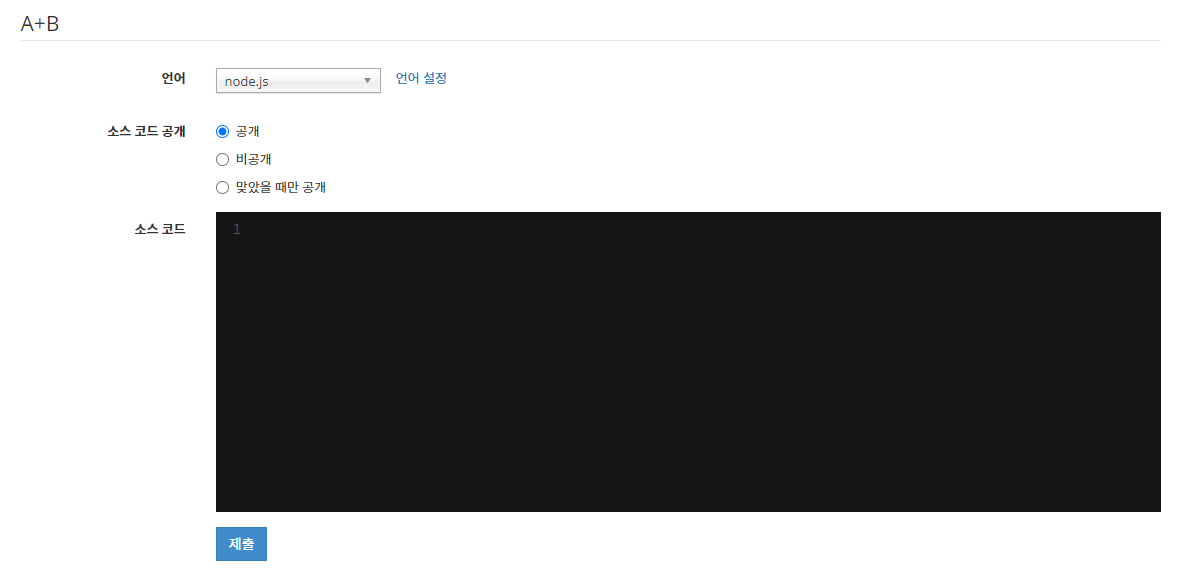 A+B
언어 node.js 언어 설정
소스 코드 공개 공개
비공개
맞았을 때만 공개
소스 코드 1
제출